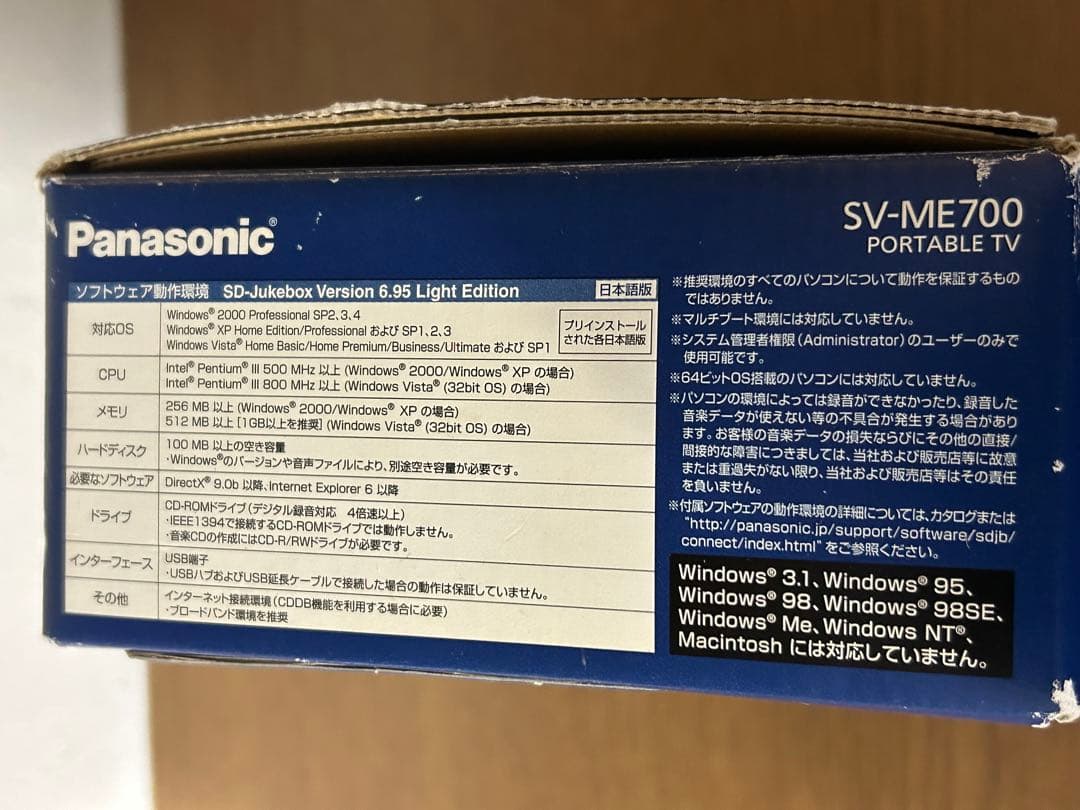 Panasonic®
SV-ME700
PORTABLE TV
ソフトウェア動作環境 SD-Jukebox Version 6.95 Light Edition 日本語版
対応OS
Windows® 2000 Professional SP2、3、4
Windows® XP Home Edition/Professional および SP1、2、3
Windows Vista® Home Basic/Home Premium/Business/Ultimate および SP1
プリインストール
された各日本語版
CPU
Intel® Pentium® III 500 MHz 以上 (Windows® 2000/Windows® XP の場合)
Intel® Pentium® III 800 MHz 以上 (Windows Vista® (32bit OS) の場合)
メモリ
256 MB 以上 (Windows® 2000/Windows® XP の場合)
512 MB 以上 [1GB以上を推奨] (Windows Vista® (32bit OS) の場合)
ハードディスク
100 MB 以上の空き容量
・Windows®のバージョンや音声ファイルにより、別途空き容量が必要です。
必要なソフトウェア
DirectX® 9.0b 以降、Internet Explorer 6 以降
ドライブ
CD-ROMドライブ(デジタル録音対応 4倍速以上)
・IEEE1394で接続するCD-ROMドライブでは動作しません。
・音楽CDの作成にはCD-R/RWドライブが必要です。
インターフェース
USB端子
・USBハブおよびUSB延長ケーブルで接続した場合の動作は保証していません。
その他
インターネット接続環境(CDDB機能を利用する場合に必要)
・ブロードバンド環境を推奨
※推奨環境のすべてのパソコンについて動作を保証するもの
ではありません。
※マルチブート環境には対応していません。
※システム管理者権限(Administrator)のユーザーのみで
使用可能です。
※64ビットOS搭載のパソコンには対応していません。
※パソコンの環境によっては録音ができなかったり、録音した
音楽データが使えない等の不具合が発生する場合があり
ます。お客様の音楽データの損失ならびにその他の直接/
間接的な障害につきましては、当社および販売店等に故意
または重過失がない限り、当社および販売店等はその責任
を負いません。
※付属ソフトウェアの動作環境の詳細については、カタログまたは
"http://panasonic.jp/support/software/sdjb/
connect/index.html"をご参照ください。
Windows® 3.1、Windows® 95、
Windows® 98、Windows® 98SE、
Windows® Me、Windows NT®、
Macintosh には対応していません。